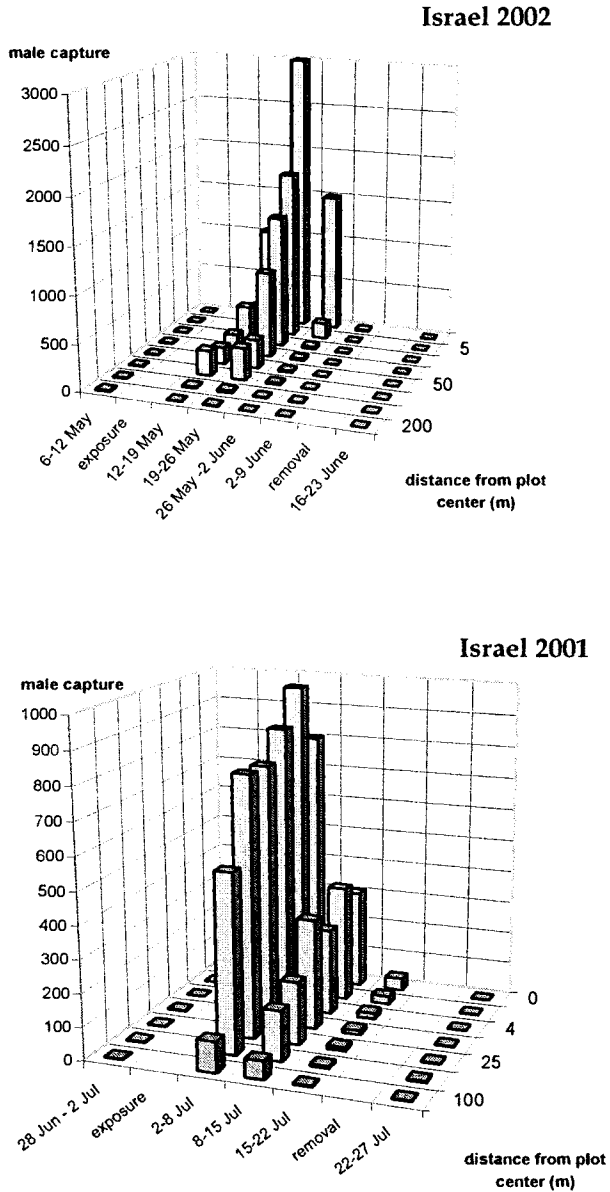 Israel 2002
male capture
3000
2500
2000
1500
1000
500
0
6-12 May
exposure
12-19 May
19-26 May
26 May -2 June
2-9 June
removal
16-23 June
5
50
200
distance from plot
center (m)
Israel 2001
male capture
1000
900
800
700
600
500
400
300
200
100
0
28 Jun - 2 Jul
exposure
2-8 Jul
8-15 Jul
15-22 Jul
removal
22-27 Jul
0
4
25
100
distance from plot
center (m)